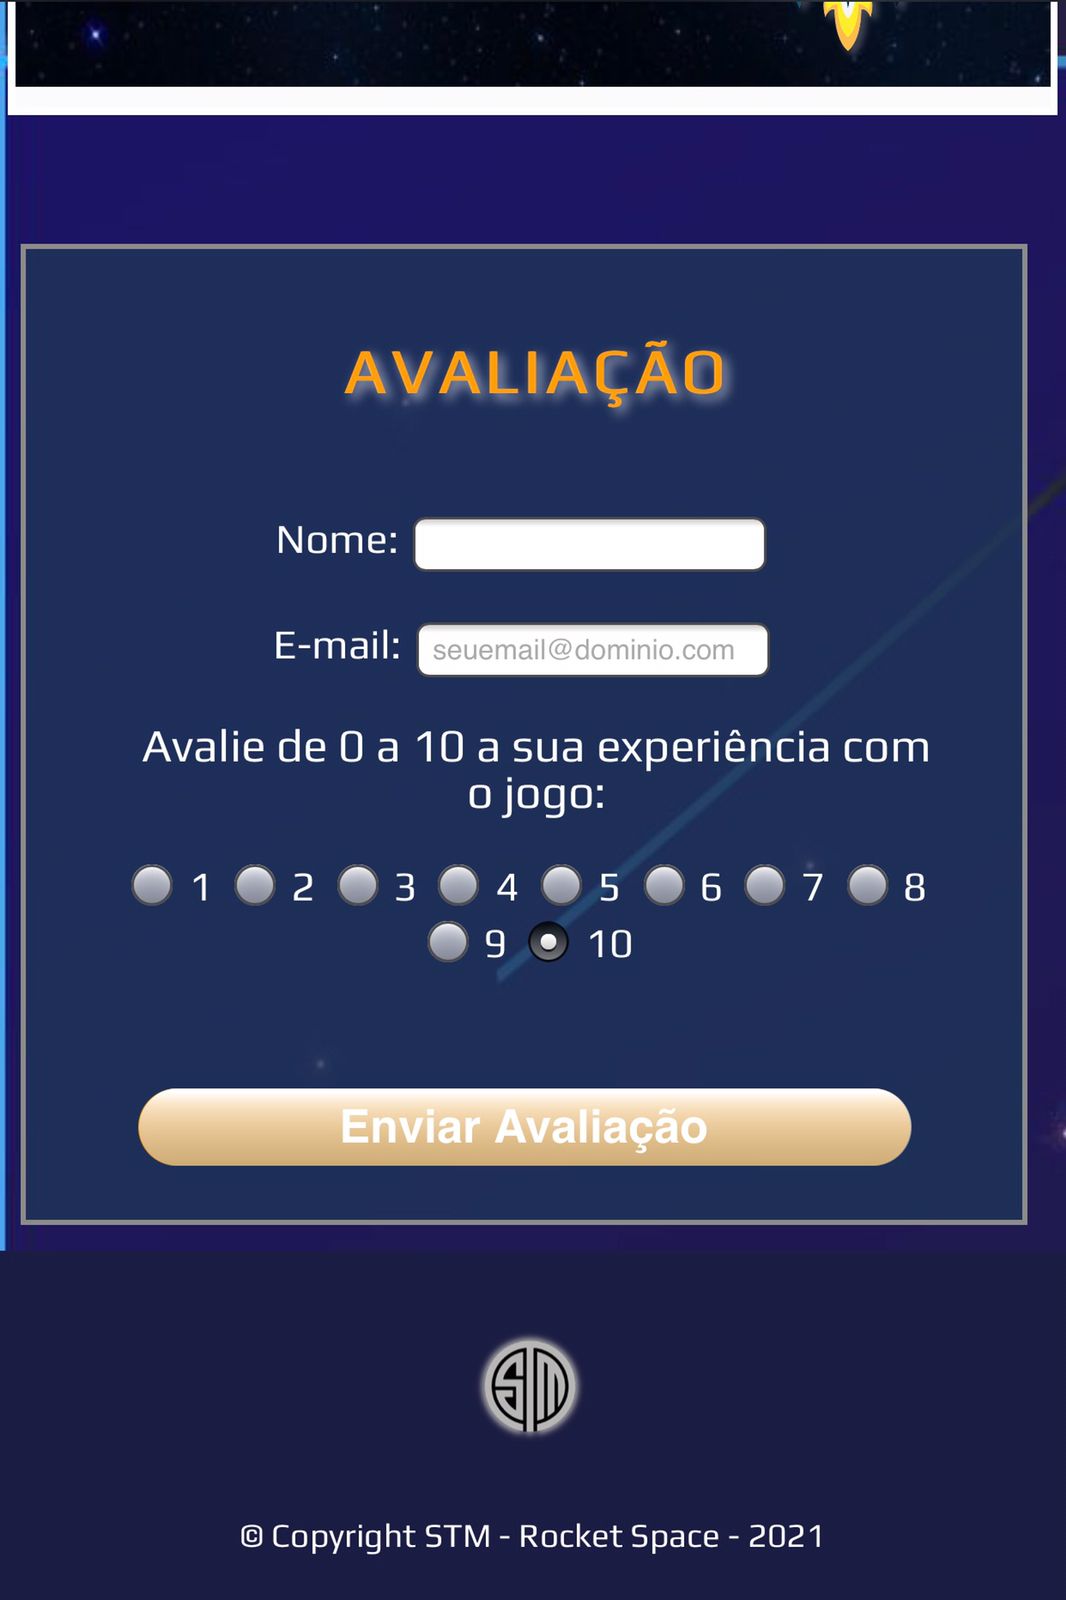 AVALIAÇÃO
Nome:
E-mail: seuemail@dominio.com
Avalie de 0 a 10 a sua experiência com
o jogo:
1 2 3 4 5 6 7 8
9 10
Enviar Avaliação
STM
© Copyright STM - Rocket Space - 2021